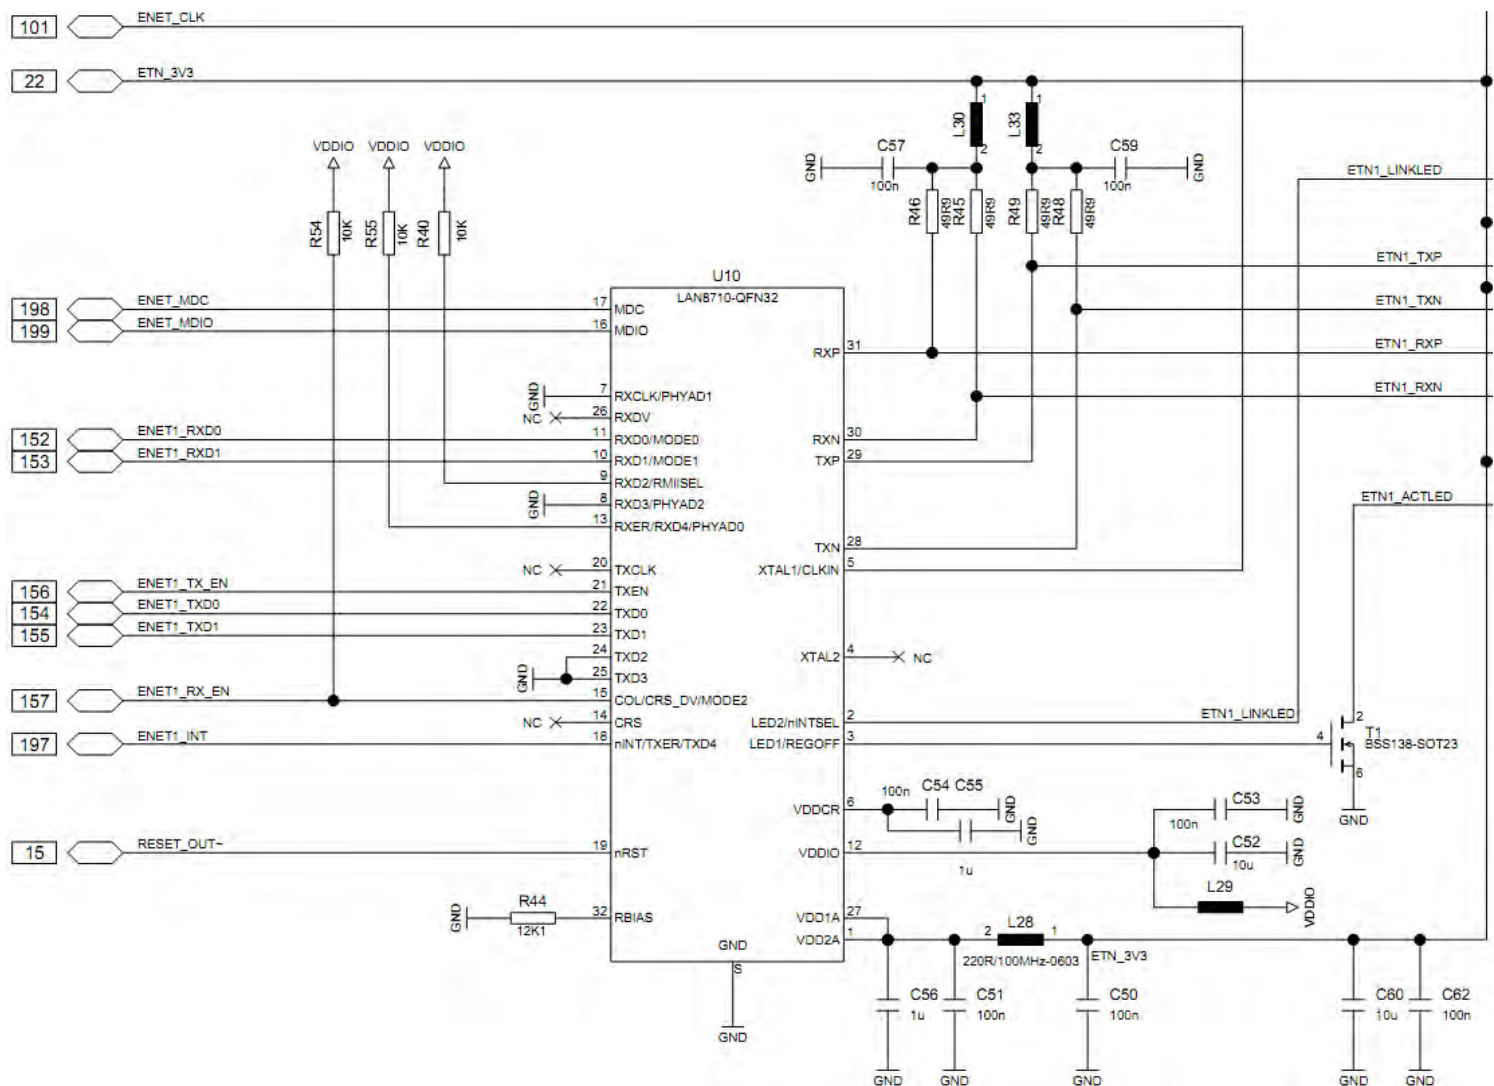 101 ENET_CLK
22 ETN_3V3
VDDIO VDDIO VDDIO
R54 10K R55 10K R40 10K
L30 1 2 L33 1 2
GND C57 100n C59 100n GND
R46 49R9 R45 49R9 R49 49R9 R48 49R9
ETN1_LINKLED
ETN1_TXP
ETN1_TXN
ETN1_RXP
ETN1_RXN
ETN1_ACTLED
U10
LAN8710-QFN32
198 ENET_MDC 17 MDC
199 ENET_MDIO 16 MDIO
RXP 31
GND 7 RXCLK/PHYAD1
NC 26 RXDV
152 ENET1_RXD0 11 RXD0/MODE0
RXN 30
153 ENET1_RXD1 10 RXD1/MODE1
TXP 29
9 RXD2/RMIISEL
GND 8 RXD3/PHYAD2
13 RXER/RXD4/PHYAD0
TXN 28
NC 20 TXCLK
XTAL1/CLKIN 5
156 ENET1_TX_EN 21 TXEN
154 ENET1_TXD0 22 TXD0
155 ENET1_TXD1 23 TXD1
24 TXD2
XTAL2 4 NC
GND 25 TXD3
157 ENET1_RX_EN 15 COL/CRS_DV/MODE2
NC 14 CRS
LED2/nINTSEL 2 ETN1_LINKLED
197 ENET1_INT 18 nINT/TXER/TXD4
LED1/REGOFF 3
4 2 T1
BSS138-SOT23
6
GND
VDDCR 6 100n C54 C55 GND
1u GND
C53 100n GND
15 RESET_OUT~ 19 nRST
VDDIO 12
C52 10u GND
L29 VDDIO
GND R44 12K1 32 RBIAS
VDD1A 27
VDD2A 1
2 L28 1
220R/100MHz-0603 ETN_3V3
GND
S
GND
C56 1u
C51 100n
C50 100n
C60 10u
C62 100n
GND GND GND GND GND